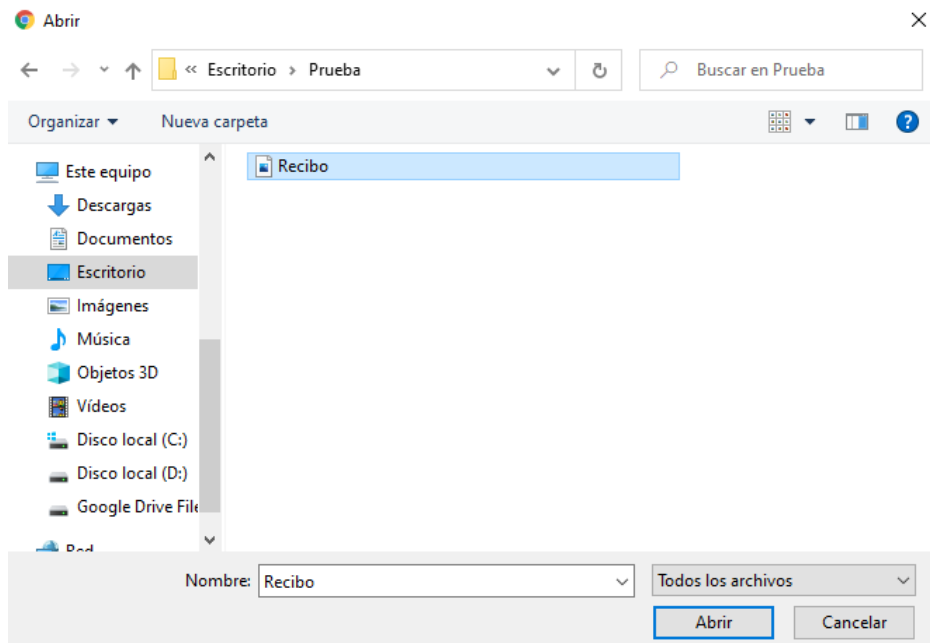 Abrir
« Escritorio › Prueba
Buscar en Prueba
Organizar
Nueva carpeta
Este equipo
Descargas
Documentos
Escritorio
Imágenes
Música
Objetos 3D
Vídeos
Disco local (C:)
Disco local (D:)
Google Drive File
Red
Recibo
Nombre: Recibo
Todos los archivos
Abrir
Cancelar